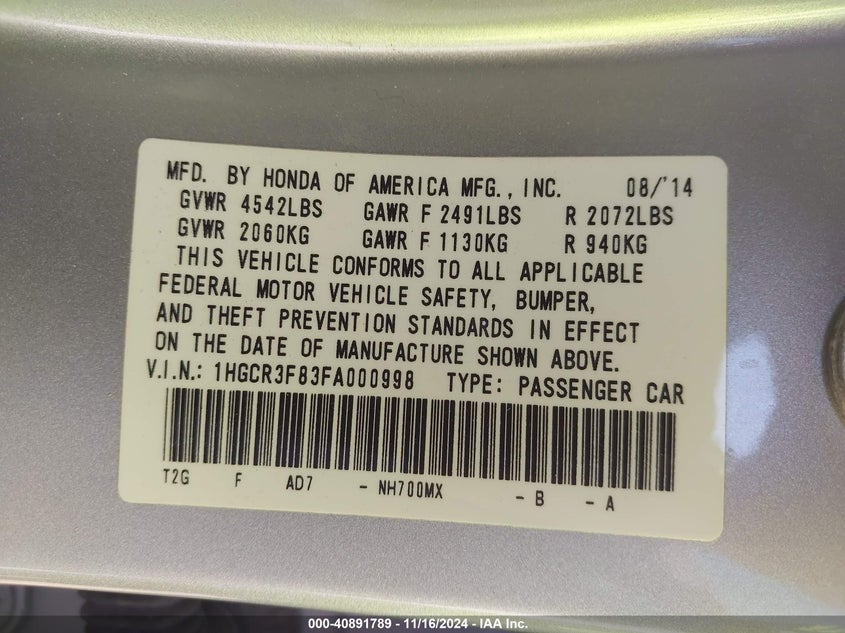 MFD. BY HONDA OF AMERICA MFG., INC. 08/'14
GVWR 4542LBS GAWR F 2491LBS R 2072LBS
GVWR 2060KG GAWR F 1130KG R 940KG
THIS VEHICLE CONFORMS TO ALL APPLICABLE
FEDERAL MOTOR VEHICLE SAFETY, BUMPER,
AND THEFT PREVENTION STANDARDS IN EFFECT
ON THE DATE OF MANUFACTURE SHOWN ABOVE.
V.I.N.: 1HGCR3F83FA000998 TYPE: PASSENGER CAR
T2G F AD7 - NH700MX - B - A
000-40891789 - 11/16/2024 - IAA Inc.